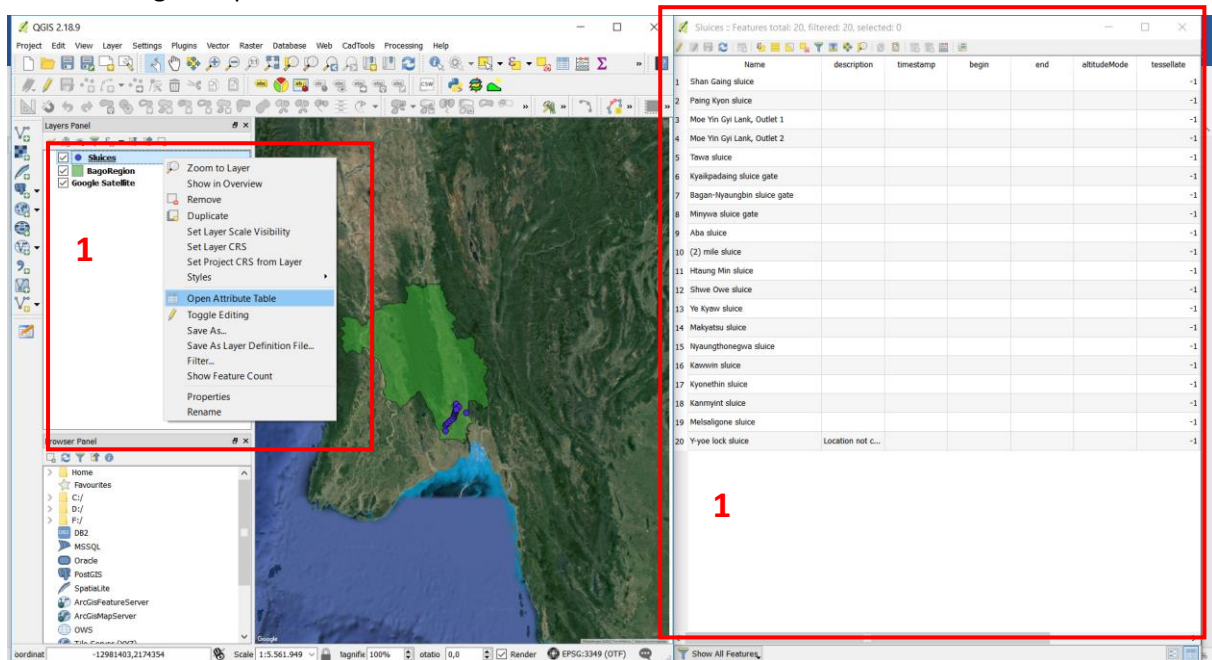 QGIS 2.18.9
Project Edit View Layer Settings Plugins Vector Raster Database Web CadTools Processing Help
Layers Panel
Sluices
BagoRegion
Google Satellite
1
Zoom to Layer
Show in Overview
Remove
Duplicate
Set Layer Scale Visibility
Set Layer CRS
Set Project CRS from Layer
Styles
Open Attribute Table
Toggle Editing
Save As...
Save As Layer Definition File...
Filter...
Show Feature Count
Properties
Rename
Browser Panel
Home
Favourites
C:/
D:/
F:/
DB2
MSSQL
Oracle
PostGIS
SpatiaLite
ArcGisFeatureServer
ArcGisMapServer
OWS
Tile Server (XYZ)
Google
oordinat -12981403,2174354 Scale 1:5.561.949 lagnifie 100% otatio 0,0 Render EPSG:3349 (OTF)
Sluices :: Features total: 20, filtered: 20, selected: 0
Name description timestamp begin end altitudeMode tessellate
1 Shan Gaing sluice -1
2 Paing Kyon sluice -1
3 Moe Yin Gyi Lank, Outlet 1 -1
4 Moe Yin Gyi Lank, Outlet 2 -1
5 Tawa sluice -1
6 Kyaikpadaing sluice gate -1
7 Bagan-Nyaungbin sluice gate -1
8 Minywa sluice gate -1
9 Aba sluice -1
10 (2) mile sluice -1
11 Htaung Min sluice -1
12 Shwe Owe sluice -1
13 Ye Kyaw sluice -1
14 Makyatsu sluice -1
15 Nyaungthonegwa sluice -1
16 Kawwin sluice -1
17 Kyonethin sluice -1
18 Kanmyint sluice -1
19 Melsaligone sluice -1
20 Y-yoe lock sluice Location not c... -1
1
Show All Features